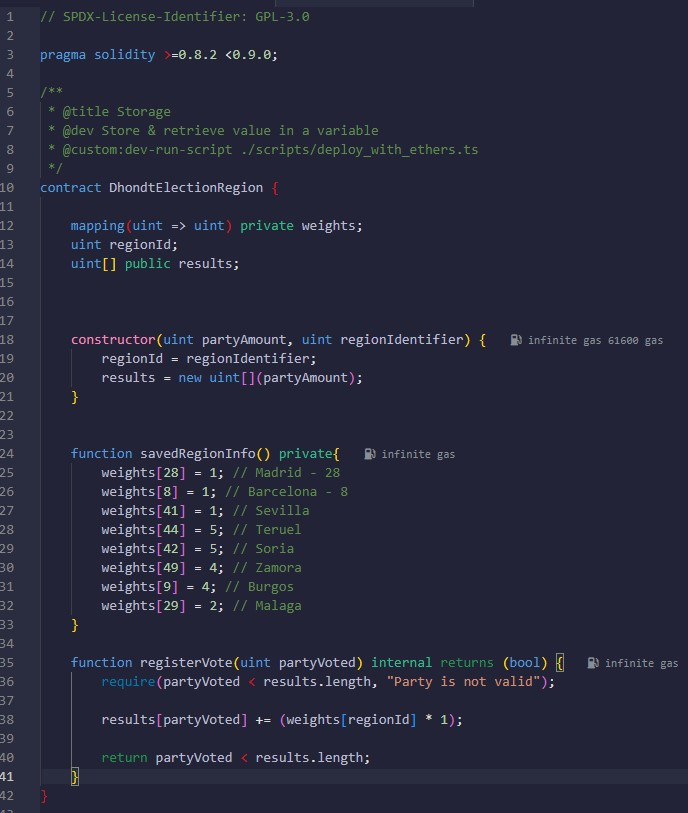 1 // SPDX-License-Identifier: GPL-3.0
2
3 pragma solidity >=0.8.2 <0.9.0;
4
5 /**
6  * @title Storage
7  * @dev Store & retrieve value in a variable
8  * @custom:dev-run-script ./scripts/deploy_with_ethers.ts
9  */
10 contract DhondtElectionRegion {
11
12     mapping(uint => uint) private weights;
13     uint regionId;
14     uint[] public results;
15
16
17
18     constructor(uint partyAmount, uint regionIdentifier) { infinite gas 61600 gas
19         regionId = regionIdentifier;
20         results = new uint[](partyAmount);
21     }
22
23
24     function savedRegionInfo() private{ infinite gas
25         weights[28] = 1; // Madrid - 28
26         weights[8] = 1; // Barcelona - 8
27         weights[41] = 1; // Sevilla
28         weights[44] = 5; // Teruel
29         weights[42] = 5; // Soria
30         weights[49] = 4; // Zamora
31         weights[9] = 4; // Burgos
32         weights[29] = 2; // Malaga
33     }
34
35     function registerVote(uint partyVoted) internal returns (bool) { infinite gas
36         require(partyVoted < results.length, "Party is not valid");
37
38         results[partyVoted] += (weights[regionId] * 1);
39
40         return partyVoted < results.length;
41     }
42 }